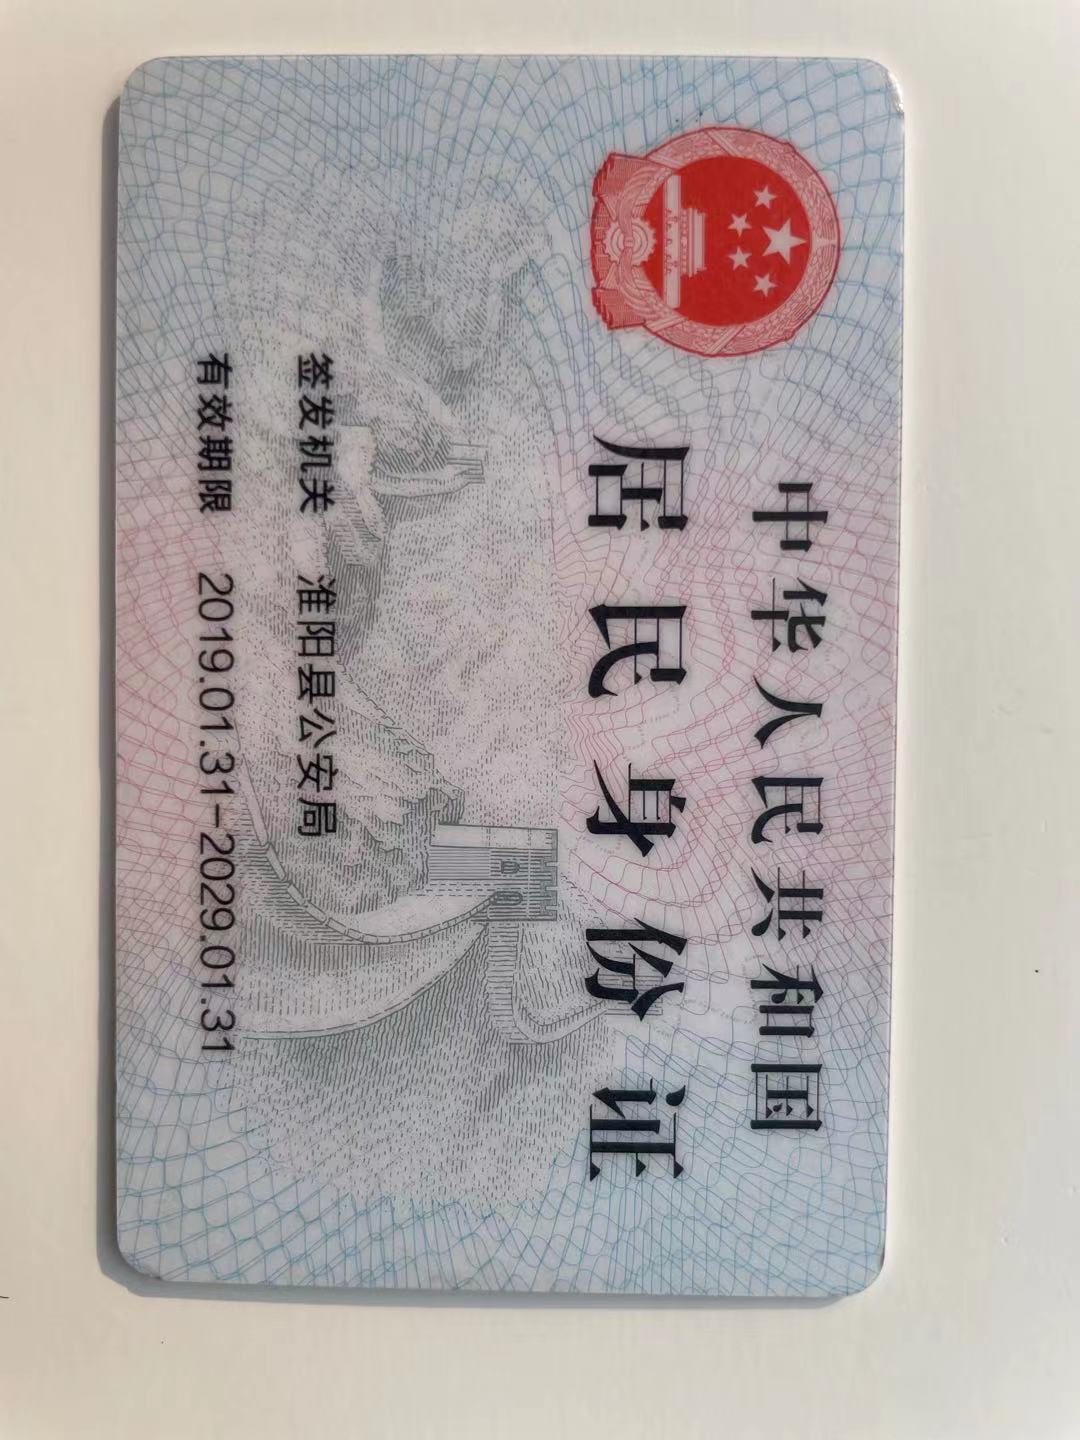 中华人民共和国
居民身份证
签发机关 淮阳县公安局
有效期限 2019.01.31-2029.01.31